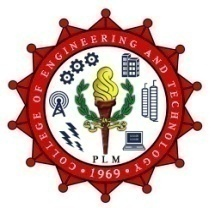 COLLEGE OF ENGINEERING AND TECHNOLOGY
PLM
1969